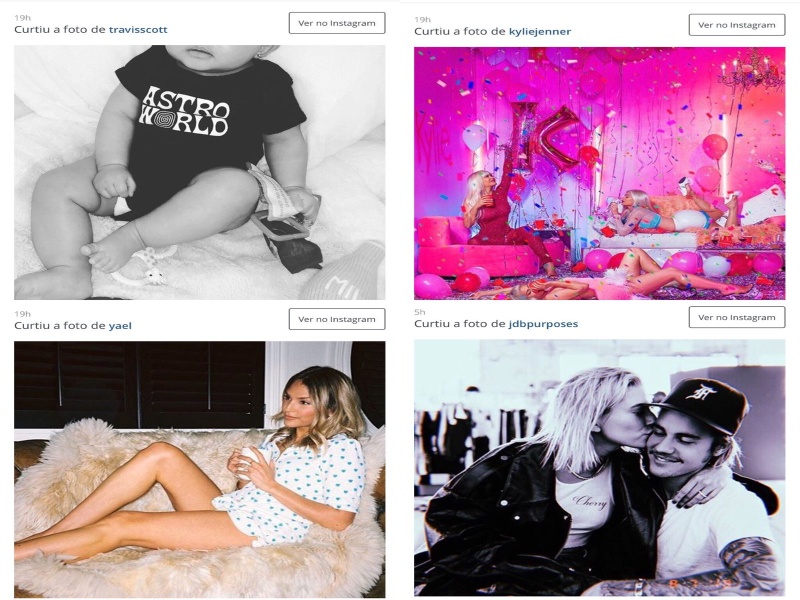 19h
Curtiu a foto de travisscott
Ver no Instagram
ASTRO
WORLD
MIL
19h
Curtiu a foto de kyliejenner
Ver no Instagram
K
19h
Curtiu a foto de yael
Ver no Instagram
5h
Curtiu a foto de jdbpurposes
Ver no Instagram
Cherry